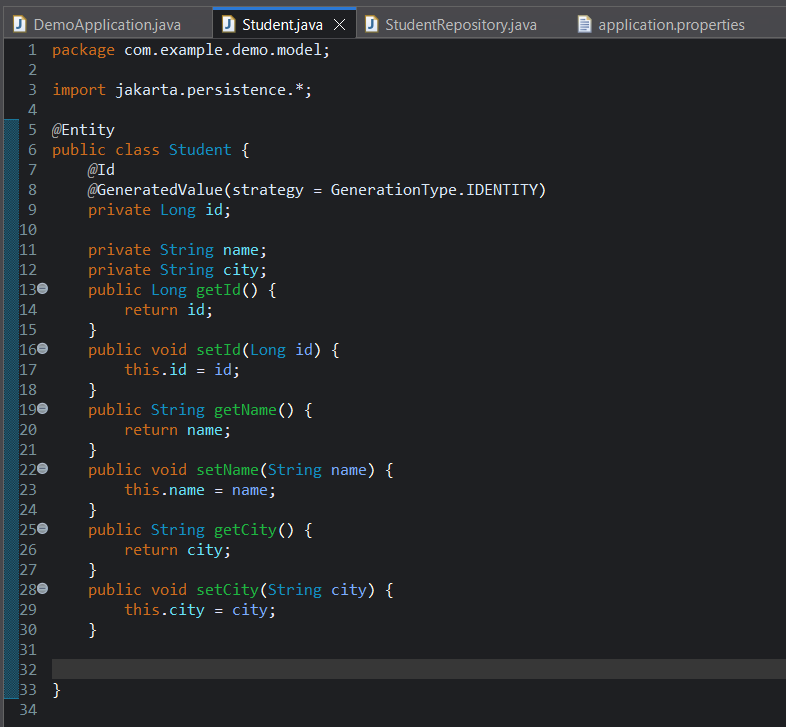 DemoApplication.java Student.java StudentRepository.java application.properties
1 package com.example.demo.model;
2
3 import jakarta.persistence.*;
4
5 @Entity
6 public class Student {
7     @Id
8     @GeneratedValue(strategy = GenerationType.IDENTITY)
9     private Long id;
10
11     private String name;
12     private String city;
13     public Long getId() {
14         return id;
15     }
16     public void setId(Long id) {
17         this.id = id;
18     }
19     public String getName() {
20         return name;
21     }
22     public void setName(String name) {
23         this.name = name;
24     }
25     public String getCity() {
26         return city;
27     }
28     public void setCity(String city) {
29         this.city = city;
30     }
31
32
33 }
34